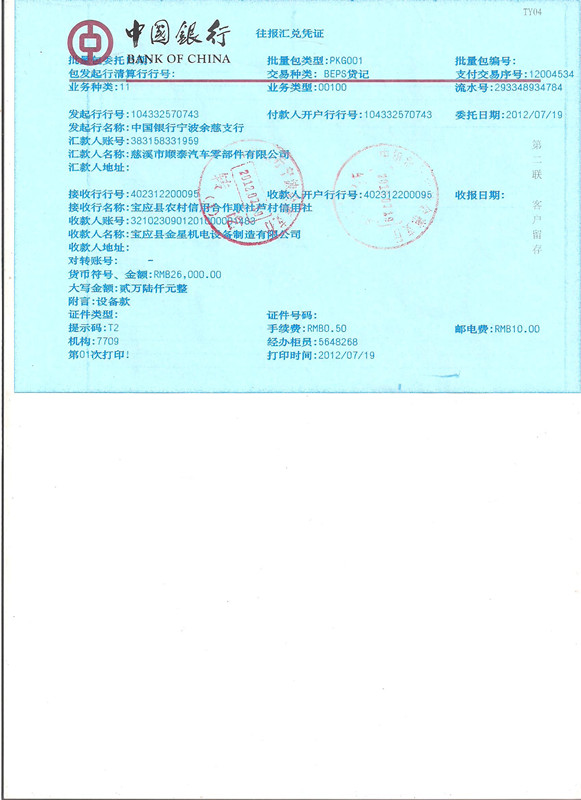 TY04
中国銀行 往报汇兑凭证
BANK OF CHINA
批量包委托日期: 批量包类型:PKG001 批量包编号:
包发起行清算行行号: 交易种类: BEPS贷记 支付交易序号:12004534
业务种类:11 业务类型:00100 流水号:293348934784
发起行行号:104332570743 付款人开户行行号:104332570743 委托日期:2012/07/19
发起行名称:中国银行宁波余慈支行
汇款人账号:383158331959
汇款人名称:慈溪市顺泰汽车零部件有限公司
汇款人地址:
接收行行号:402312200095 收款人开户行行号:402312200095 收报日期:
接收行名称:宝应县农村信用合作联社芦村信用社
收款人账号:
收款人名称:宝应县金星机电设备制造有限公司
收款人地址:
对转账号: -
货币符号、金额:RMB26,000.00
大写金额:贰万陆仟元整
附言:设备款
证件类型: 证件号码:
提示码:T2 手续费:RMB0.50 邮电费:RMB10.00
机构:7709 经办柜员:5648268
第01次打印! 打印时间:2012/07/19
第二联 客户留存